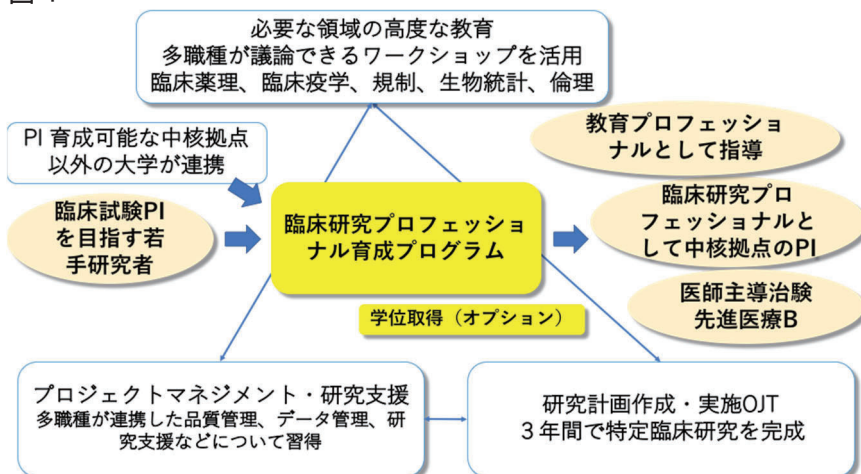 必要な領域の高度な教育
多職種が議論できるワークショップを活用
臨床薬理、臨床疫学、規制、生物統計、倫理
PI 育成可能な中核拠点
以外の大学が連携
臨床試験PI
を目指す若
手研究者
臨床研究プロフェッショ
ナル育成プログラム
学位取得（オプション）
教育プロフェッショ
ナルとして指導
臨床研究プロ
フェッショナルと
して中核拠点のPI
医師主導治験
先進医療B
プロジェクトマネジメント・研究支援
多職種が連携した品質管理、データ管理、研
究支援などについて習得
研究計画作成・実施OJT
３年間で特定臨床研究を完成